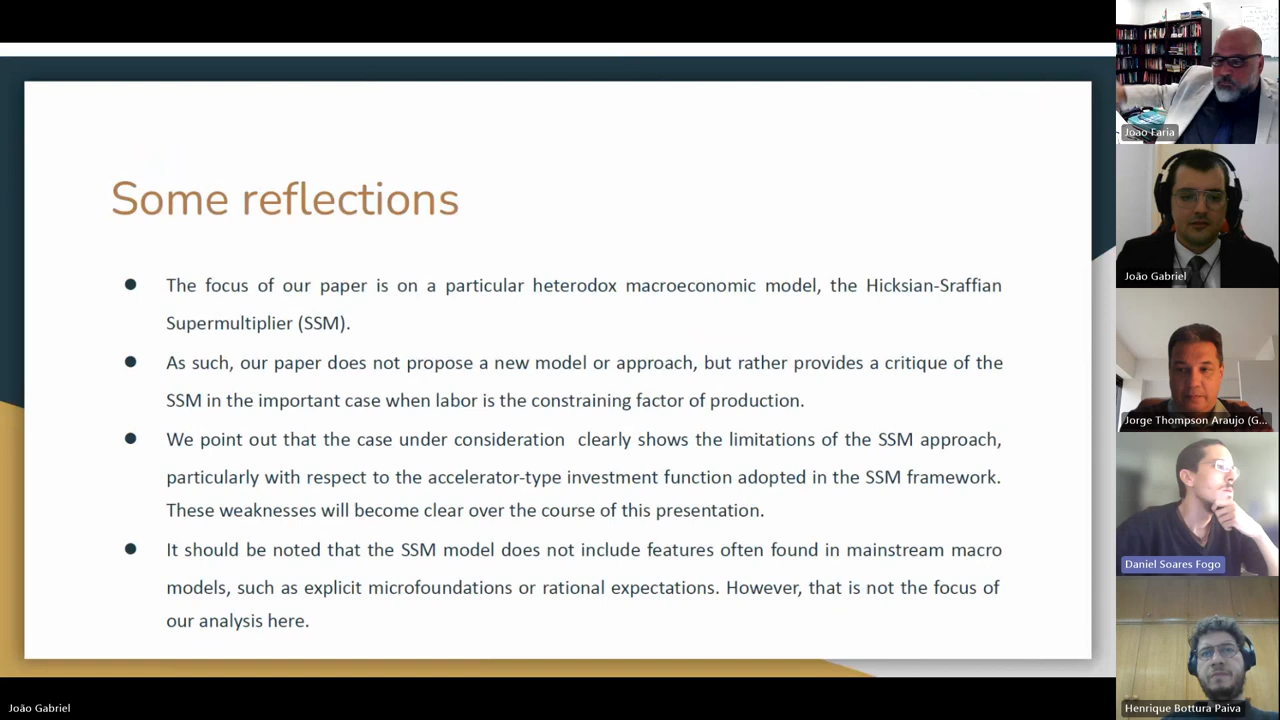 Some reflections
● The focus of our paper is on a particular heterodox macroeconomic model, the Hicksian-Sraffian
Supermultiplier (SSM).
● As such, our paper does not propose a new model or approach, but rather provides a critique of the
SSM in the important case when labor is the constraining factor of production.
● We point out that the case under consideration clearly shows the limitations of the SSM approach,
particularly with respect to the accelerator-type investment function adopted in the SSM framework.
These weaknesses will become clear over the course of this presentation.
● It should be noted that the SSM model does not include features often found in mainstream macro
models, such as explicit microfoundations or rational expectations. However, that is not the focus of
our analysis here.
João Gabriel
Joao Faria
João Gabriel
Jorge Thompson Araujo (G...
Daniel Soares Fogo
Henrique Bottura Paiva